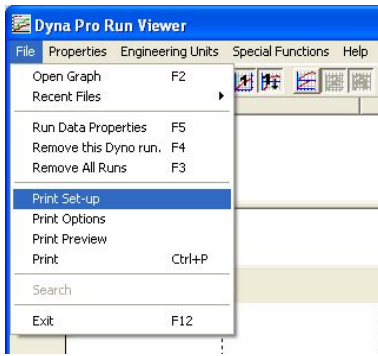 Dyna Pro Run Viewer
File Properties Engineering Units Special Functions Help
Open Graph F2
Recent Files
Run Data Properties F5
Remove this Dyno run. F4
Remove All Runs F3
Print Set-up
Print Options
Print Preview
Print Ctrl+P
Search
Exit F12